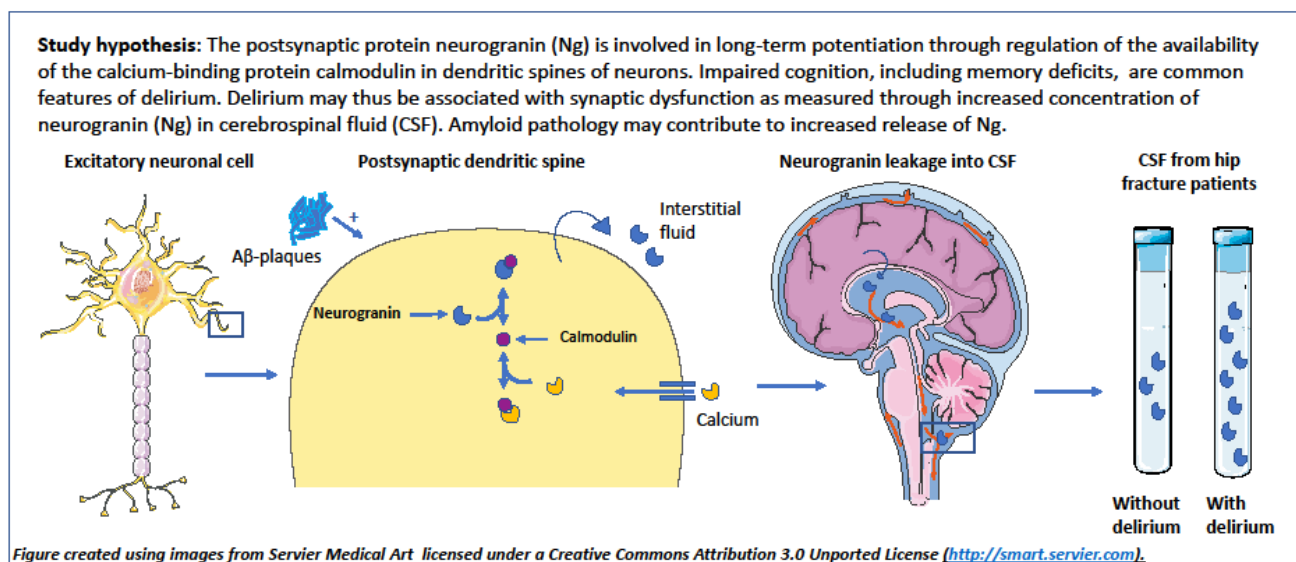 Study hypothesis: The postsynaptic protein neurogranin (Ng) is involved in long-term potentiation through regulation of the availability
of the calcium-binding protein calmodulin in dendritic spines of neurons. Impaired cognition, including memory deficits, are common
features of delirium. Delirium may thus be associated with synaptic dysfunction as measured through increased concentration of
neurogranin (Ng) in cerebrospinal fluid (CSF). Amyloid pathology may contribute to increased release of Ng.
Excitatory neuronal cell
Postsynaptic dendritic spine
Neurogranin leakage into CSF
CSF from hip
fracture patients
+
Aβ-plaques
Interstitial
fluid
Neurogranin
Calmodulin
Calcium
Without
delirium
With
delirium
Figure created using images from Servier Medical Art licensed under a Creative Commons Attribution 3.0 Unported License (http://smart.servier.com).